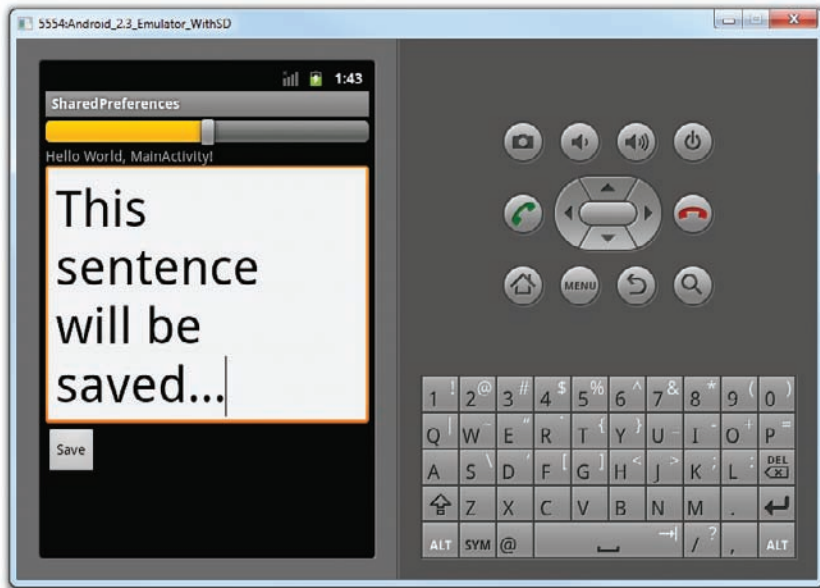 5554:Android_2.3_Emulator_WithSD
1:43
SharedPreferences
Hello World, MainActivity!
This
sentence
will be
saved...
Save
MENU
1 ! 2 @ 3 # 4 $ 5 % 6 ^ 7 & 8 * 9 ( 0 )
Q | W ~ E " R ` T { Y } U - I - O + P =
A S \ D ' F [ G ] H < J > K ; L : DEL
Z X C V B N M .
ALT SYM @ / ? , ALT